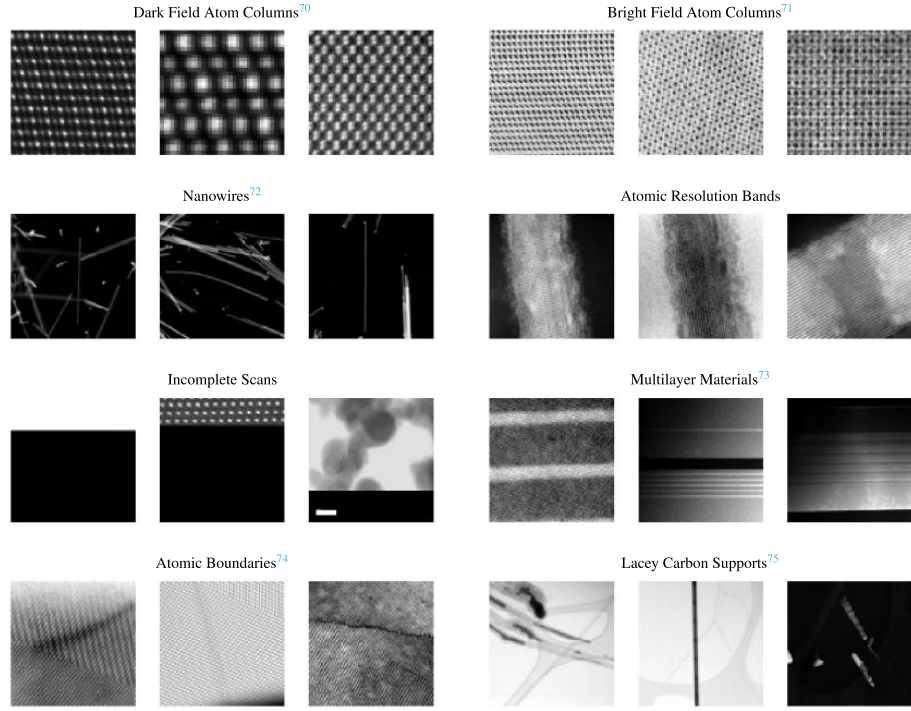 Dark Field Atom Columns70
Bright Field Atom Columns71
Nanowires72
Atomic Resolution Bands
Incomplete Scans
Multilayer Materials73
Atomic Boundaries74
Lacey Carbon Supports75